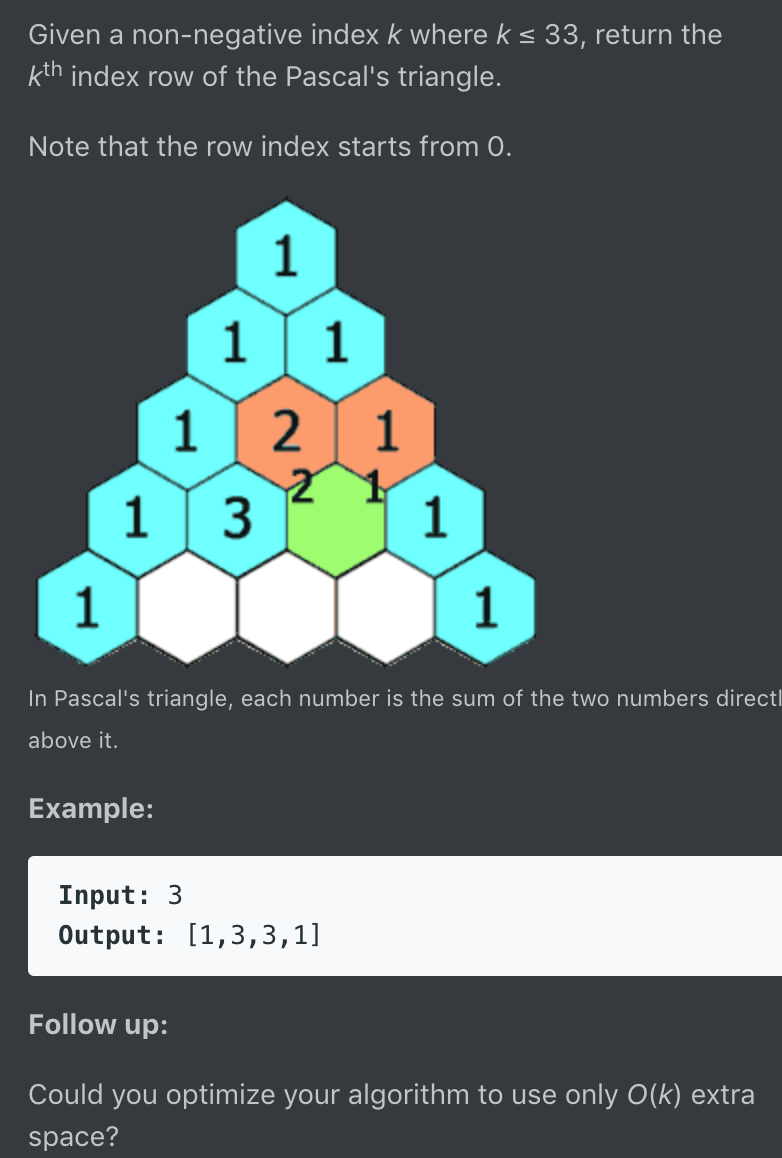 Given a non-negative index k where k ≤ 33, return the
kth index row of the Pascal's triangle.
Note that the row index starts from 0.
1
1 1
1 2 1
2 1
1 3 1
1 1
In Pascal's triangle, each number is the sum of the two numbers directl
above it.
Example:
Input: 3
Output: [1,3,3,1]
Follow up:
Could you optimize your algorithm to use only O(k) extra
space?